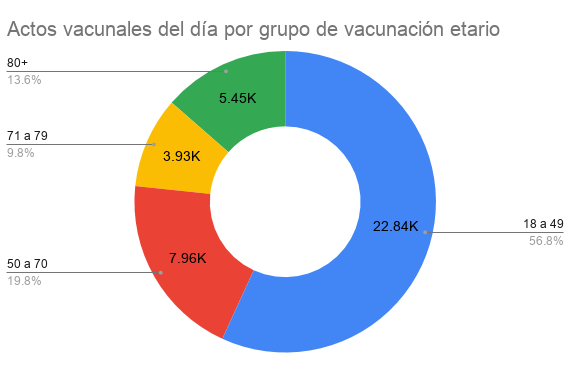 Actos vacunales del día por grupo de vacunación etario
80+
13.6%
5.45K
71 a 79
9.8%
3.93K
22.84K
18 a 49
56.8%
50 a 70
19.8%
7.96K